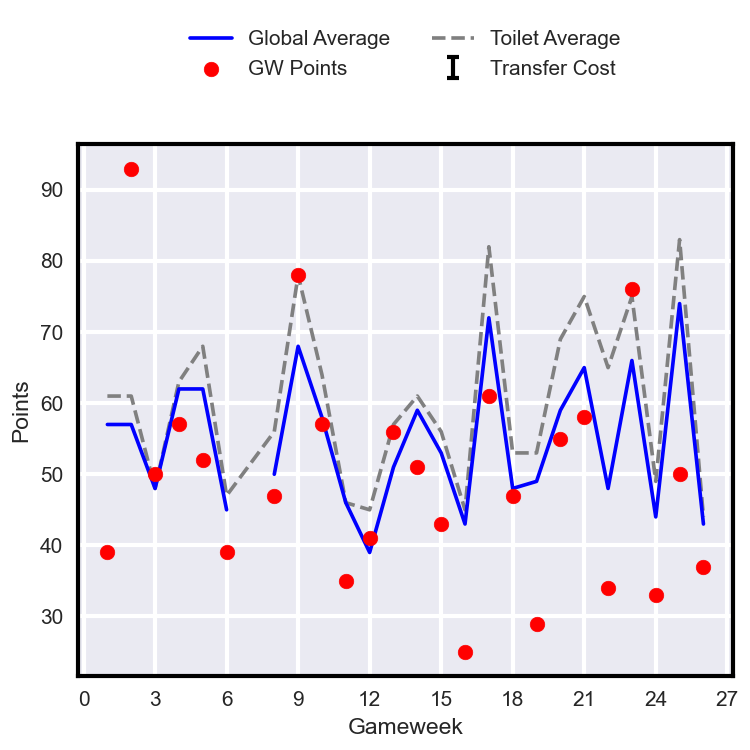 Global Average
Toilet Average
GW Points
Transfer Cost
90
80
70
60
50
40
30
Points
0 3 6 9 12 15 18 21 24 27
Gameweek